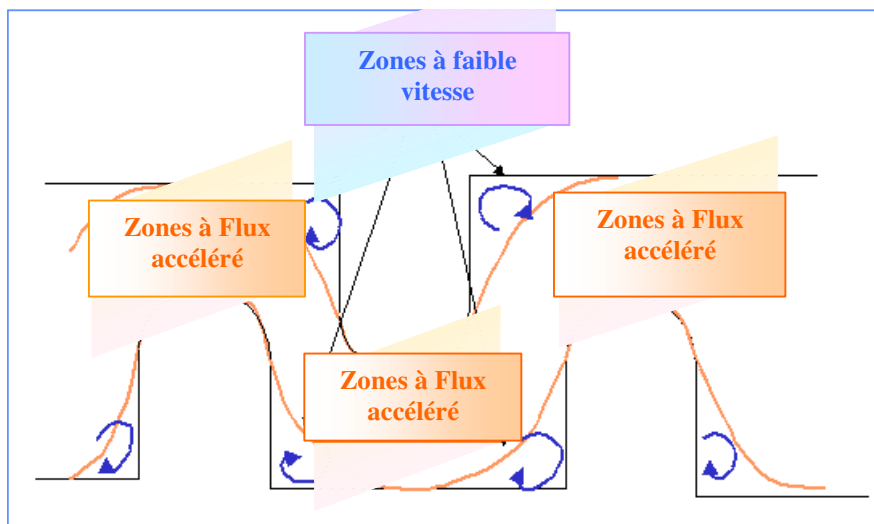 Zones à faible
vitesse
Zones à Flux
accéléré
Zones à Flux
accéléré
Zones à Flux
accéléré